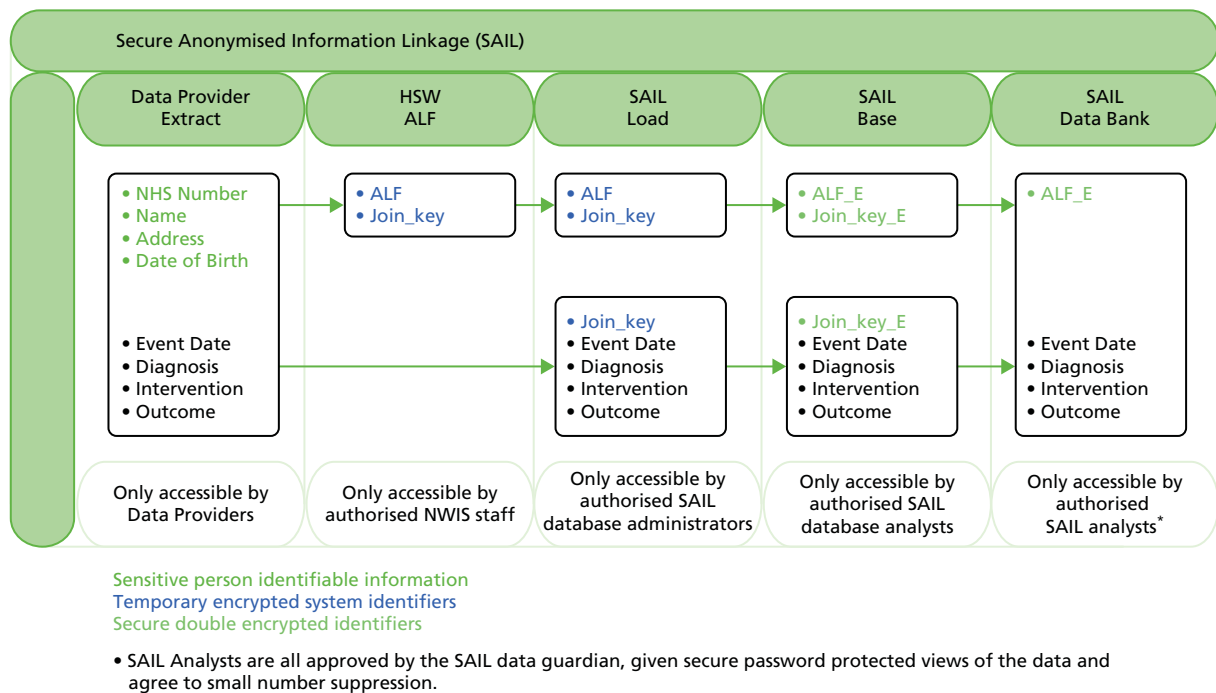 Secure Anonymised Information Linkage (SAIL)
Data Provider
Extract
HSW
ALF
SAIL
Load
SAIL
Base
SAIL
Data Bank
• NHS Number
• Name
• Address
• Date of Birth
• Event Date
• Diagnosis
• Intervention
• Outcome
• ALF
• Join_key
• ALF
• Join_key
• Join_key
• Event Date
• Diagnosis
• Intervention
• Outcome
• ALF_E
• Join_key_E
• Join_key_E
• Event Date
• Diagnosis
• Intervention
• Outcome
• ALF_E
• Event Date
• Diagnosis
• Intervention
• Outcome
Only accessible by
Data Providers
Only accessible by
authorised NWIS staff
Only accessible by
authorised SAIL
database administrators
Only accessible by
authorised SAIL
database analysts
Only accessible by
authorised
SAIL analysts*
Sensitive person identifiable information
Temporary encrypted system identifiers
Secure double encrypted identifiers
• SAIL Analysts are all approved by the SAIL data guardian, given secure password protected views of the data and
agree to small number suppression.